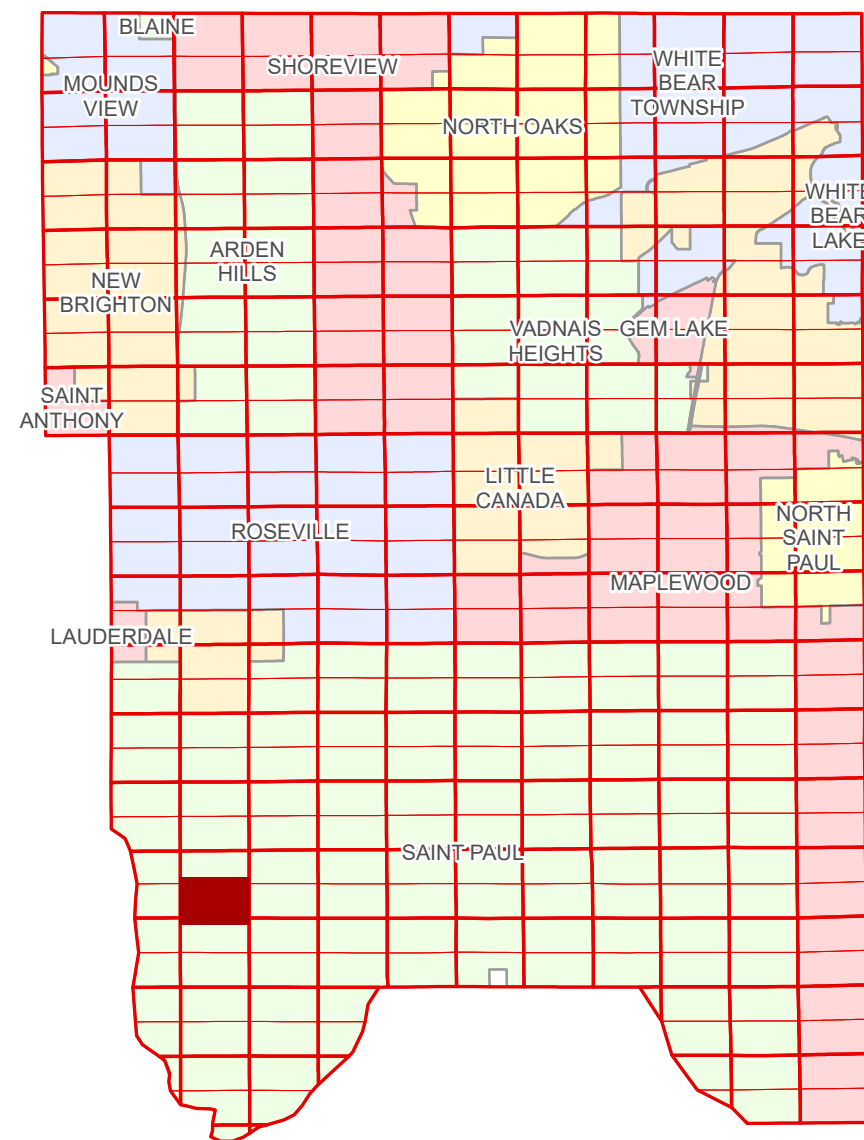 BLAINE
SHOREVIEW
WHITE
BEAR
TOWNSHIP
MOUNDS
VIEW
NORTH OAKS
WHITE
BEAR
LAKE
ARDEN
HILLS
NEW
BRIGHTON
VADNAIS
HEIGHTS
GEM LAKE
SAINT
ANTHONY
LITTLE
CANADA
NORTH
SAINT
PAUL
ROSEVILLE
MAPLEWOOD
LAUDERDALE
SAINT PAUL